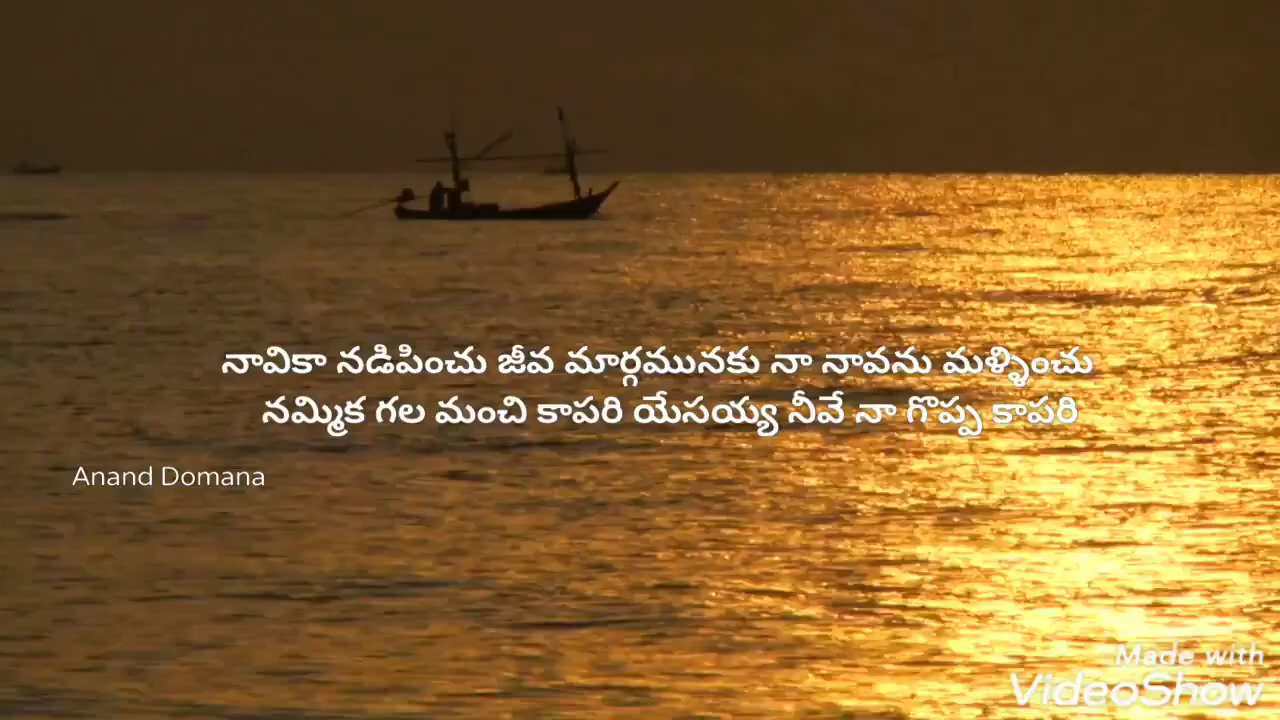 నావికా నడిపించు జీవ మార్గమునకు నా నావను మళ్ళించు
నమ్మిక గల మంచి కాపరి యేసయ్య నీవే నా గొప్ప కాపరి
Anand Domana
Made with
VideoShow